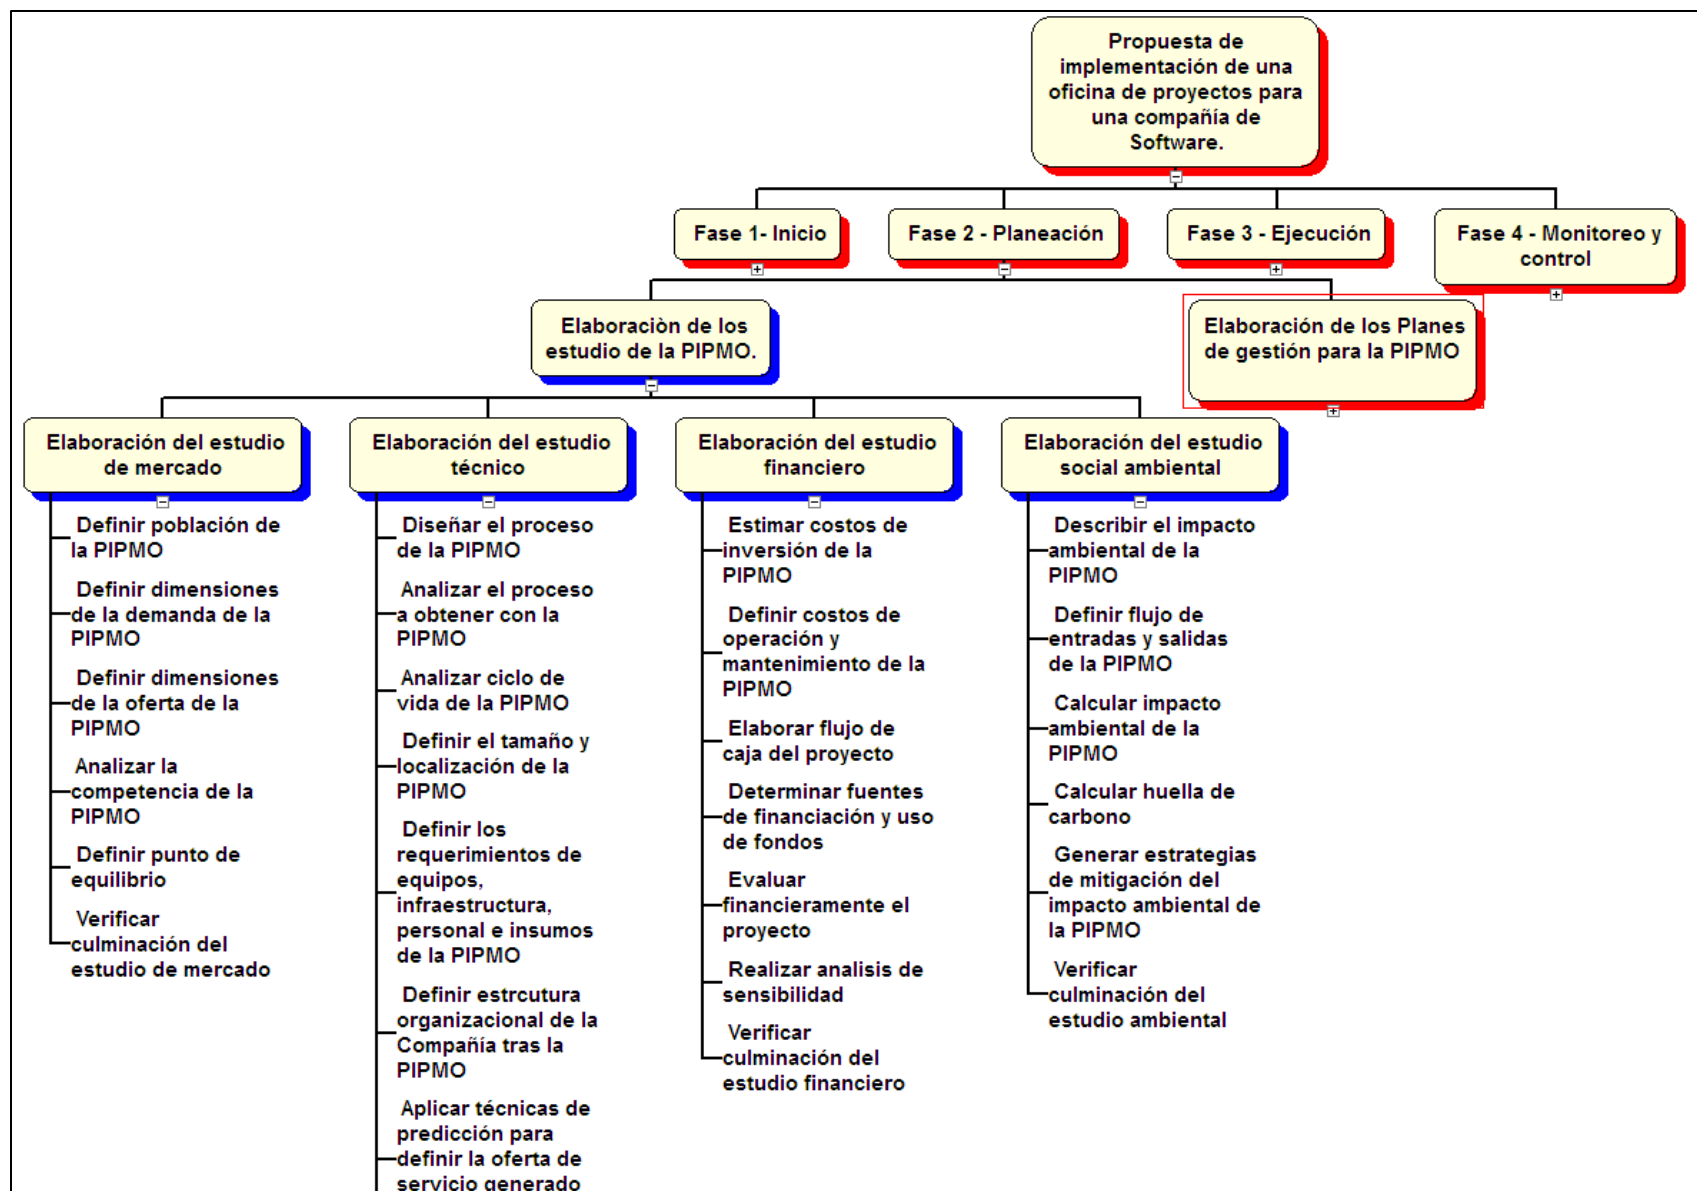 Propuesta de
implementación de una
oficina de proyectos para
una compañía de
Software.
Fase 1- Inicio
Fase 2 - Planeación
Fase 3 - Ejecución
Fase 4 - Monitoreo y
control
Elaboraciòn de los
estudio de la PIPMO.
Elaboración de los Planes
de gestión para la PIPMO
Elaboración del estudio
de mercado
Definir población de
la PIPMO
Definir dimensiones
de la demanda de la
PIPMO
Definir dimensiones
de la oferta de la
PIPMO
Analizar la
competencia de la
PIPMO
Definir punto de
equilibrio
Verificar
culminación del
estudio de mercado
Elaboración del estudio
técnico
Diseñar el proceso
de la PIPMO
Analizar el proceso
a obtener con la
PIPMO
Analizar ciclo de
vida de la PIPMO
Definir el tamaño y
localización de la
PIPMO
Definir los
requerimientos de
equipos,
infraestructura,
personal e insumos
de la PIPMO
Definir estrcutura
organizacional de la
Compañía tras la
PIPMO
Aplicar técnicas de
predicción para
definir la oferta de
servicio generado
Elaboración del estudio
financiero
Estimar costos de
inversión de la
PIPMO
Definir costos de
operación y
mantenimiento de la
PIPMO
Elaborar flujo de
caja del proyecto
Determinar fuentes
de financiación y uso
de fondos
Evaluar
financieramente el
proyecto
Realizar analisis de
sensibilidad
Verificar
culminación del
estudio financiero
Elaboración del estudio
social ambiental
Describir el impacto
ambiental de la
PIPMO
Definir flujo de
entradas y salidas
de la PIPMO
Calcular impacto
ambiental de la
PIPMO
Calcular huella de
carbono
Generar estrategias
de mitigación del
impacto ambiental de
la PIPMO
Verificar
culminación del
estudio ambiental